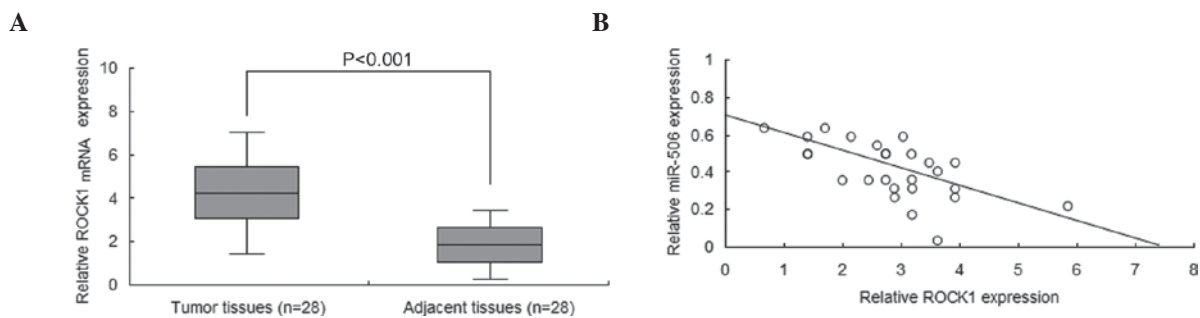 A
Relative ROCK1 mRNA expression
10
8
6
4
2
0
P<0.001
Tumor tissues (n=28)
Adjacent tissues (n=28)
B
Relative miR-506 expression
1
0.8
0.6
0.4
0.2
0
0 1 2 3 4 5 6 7 8
Relative ROCK1 expression